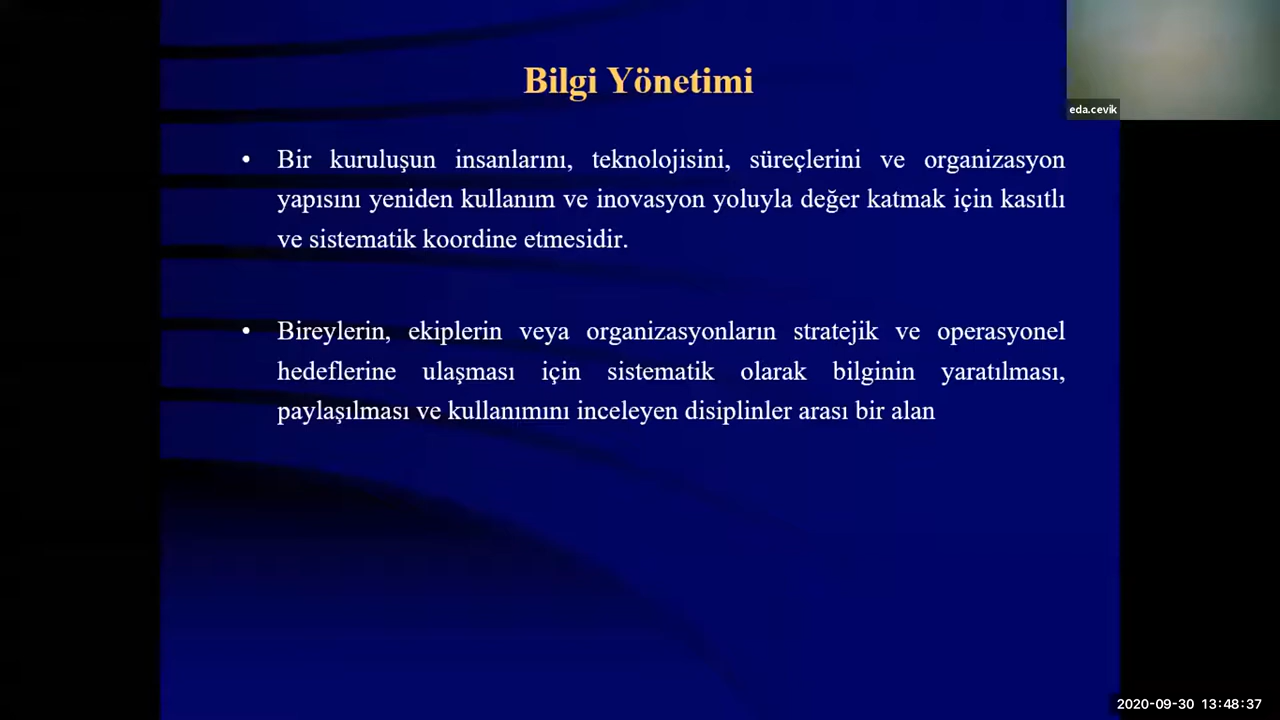 Bilgi Yönetimi
eda.cevik
• Bir kuruluşun insanlarını, teknolojisini, süreçlerini ve organizasyon
yapısını yeniden kullanım ve inovasyon yoluyla değer katmak için kasıtlı
ve sistematik koordine etmesidir.
• Bireylerin, ekiplerin veya organizasyonların stratejik ve operasyonel
hedeflerine ulaşması için sistematik olarak bilginin yaratılması,
paylaşılması ve kullanımını inceleyen disiplinler arası bir alan
2020-09-30 13:48:37